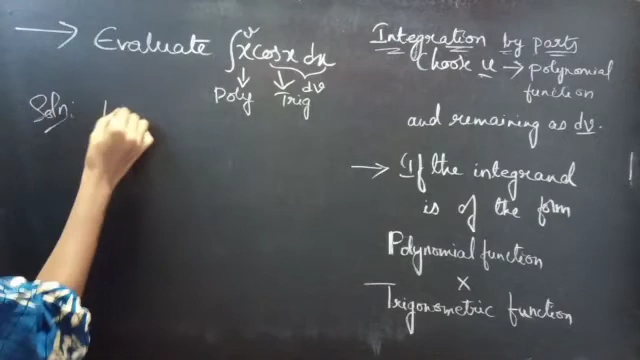 → Evaluate ∫x cos x dx
u
Poly Trig dv
Soln:
Integration by parts
Choose u → polynomial
function
and remaining as dv.
→ If the integrand
is of the form
Polynomial function
×
Trigonometric function